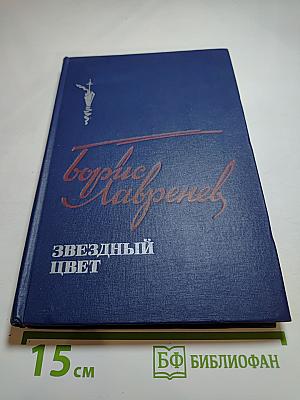 Борис
Лавренев
ЗВЕЗДНЫЙ
ЦВЕТ
15 см
БФ БИБЛИОФАН